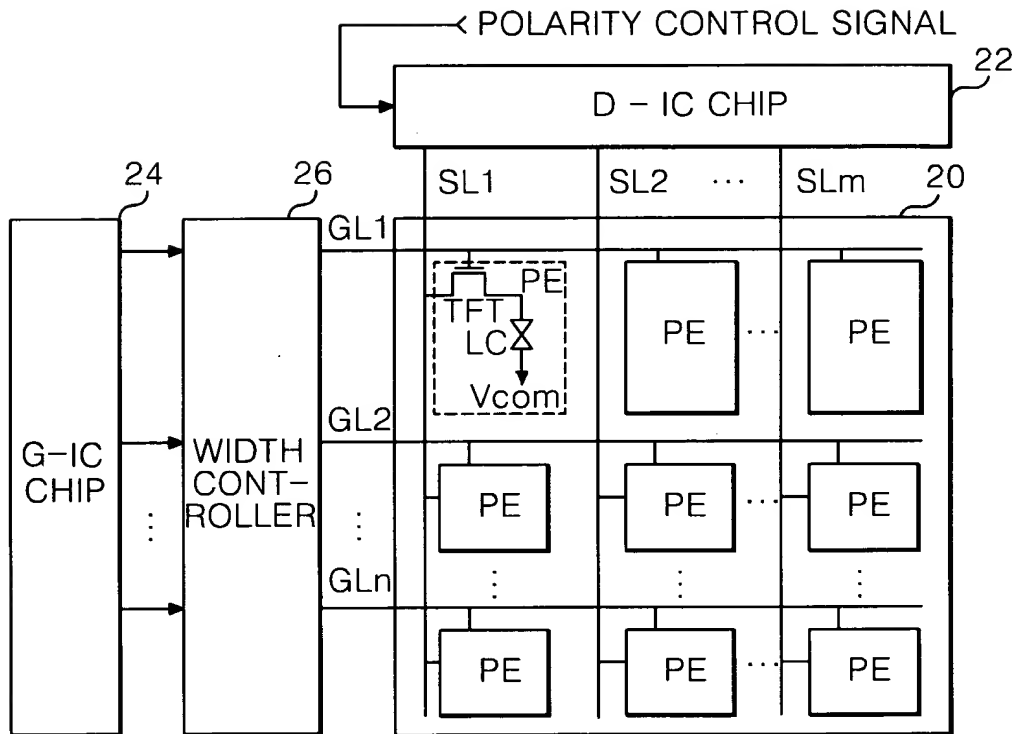 POLARITY CONTROL SIGNAL
22
D - IC CHIP
24
26
SL1
SL2
...
SLm
20
GL1
PE
TFT
LC
Vcom
PE
...
PE
GL2
G-IC
CHIP
WIDTH
CONT-
ROLLER
PE
PE
...
PE
GLn
PE
PE
...
PE